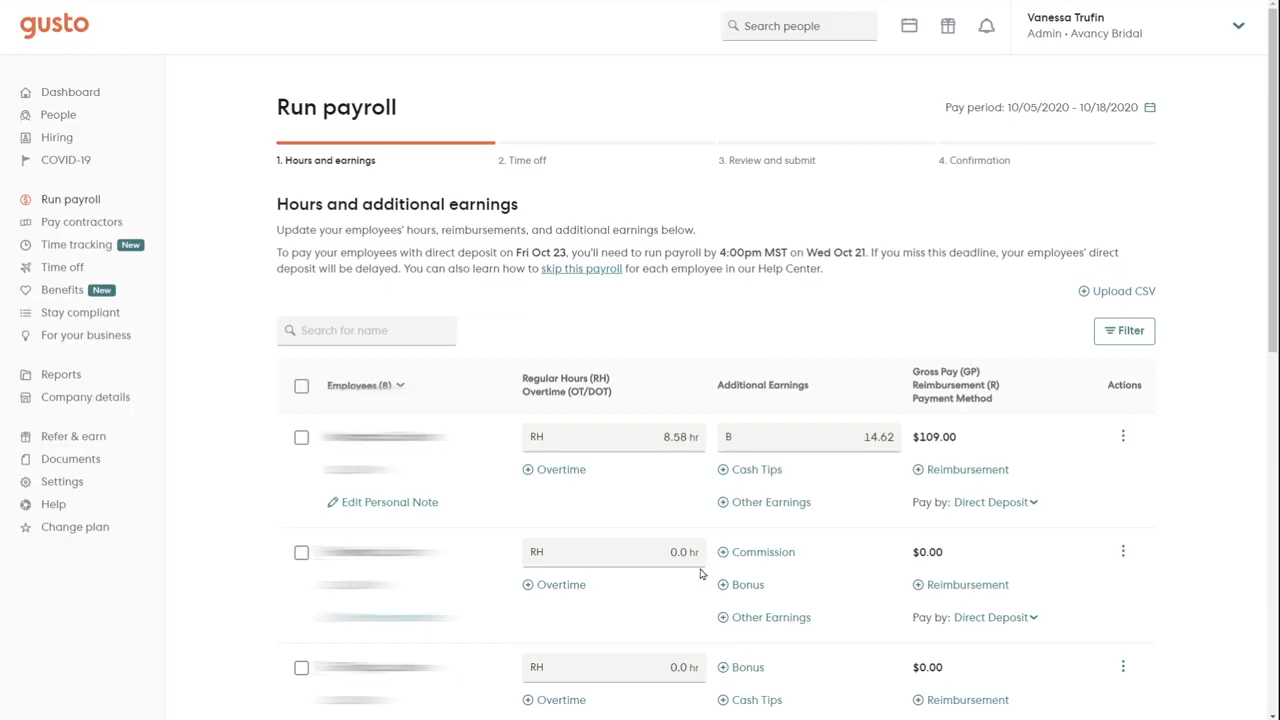 gusto
Search people
Vanessa Trufin
Admin • Avancy Bridal
Dashboard
People
Hiring
COVID-19
Run payroll
Pay contractors
Time tracking New
Time off
Benefits New
Stay compliant
For your business
Reports
Company details
Refer & earn
Documents
Settings
Help
Change plan
Run payroll
Pay period: 10/05/2020 - 10/18/2020
1. Hours and earnings
2. Time off
3. Review and submit
4. Confirmation
Hours and additional earnings
Update your employees' hours, reimbursements, and additional earnings below.
To pay your employees with direct deposit on Fri Oct 23, you'll need to run payroll by 4:00pm MST on Wed Oct 21. If you miss this deadline, your employees' direct
deposit will be delayed. You can also learn how to skip this payroll for each employee in our Help Center.
Upload CSV
Search for name
Filter
Employees (8)
Regular Hours (RH)
Overtime (OT/DOT)
Additional Earnings
Gross Pay (GP)
Reimbursement (R)
Payment Method
Actions
RH 8.58 hr
B 14.62
$109.00
Overtime
Cash Tips
Reimbursement
Edit Personal Note
Other Earnings
Pay by: Direct Deposit
RH 0.0 hr
Commission
$0.00
Overtime
Bonus
Reimbursement
Other Earnings
Pay by: Direct Deposit
RH 0.0 hr
Bonus
$0.00
Overtime
Cash Tips
Reimbursement